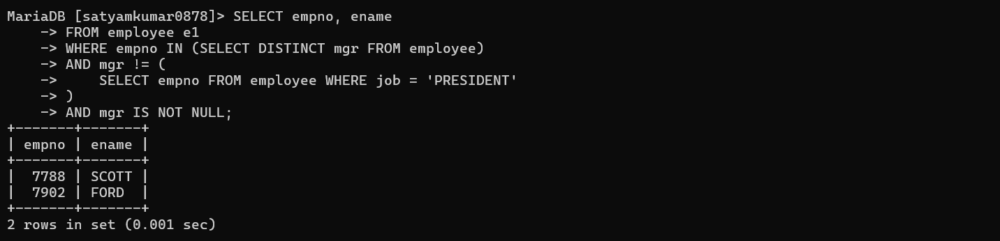 MariaDB [satyamkumar0878]> SELECT empno, ename
    -> FROM employee e1
    -> WHERE empno IN (SELECT DISTINCT mgr FROM employee)
    -> AND mgr != (
    ->     SELECT empno FROM employee WHERE job = 'PRESIDENT'
    -> )
    -> AND mgr IS NOT NULL;
+-------+-------+
| empno | ename |
+-------+-------+
|  7788 | SCOTT |
|  7902 | FORD  |
+-------+-------+
2 rows in set (0.001 sec)